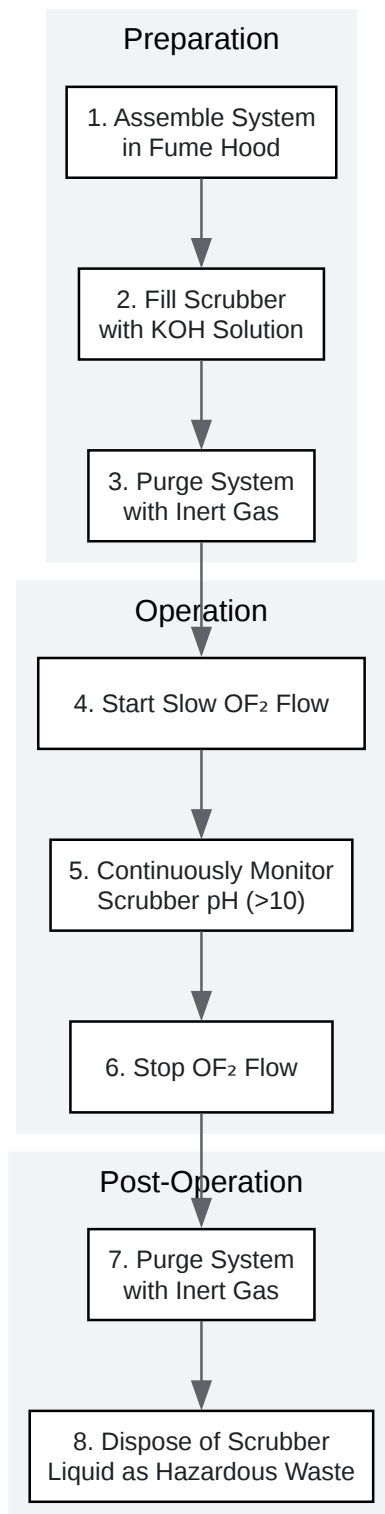 Preparation
1. Assemble System
in Fume Hood
2. Fill Scrubber
with KOH Solution
3. Purge System
with Inert Gas
Operation
4. Start Slow OF₂ Flow
5. Continuously Monitor
Scrubber pH (>10)
6. Stop OF₂ Flow
Post-Operation
7. Purge System
with Inert Gas
8. Dispose of Scrubber
Liquid as Hazardous Waste